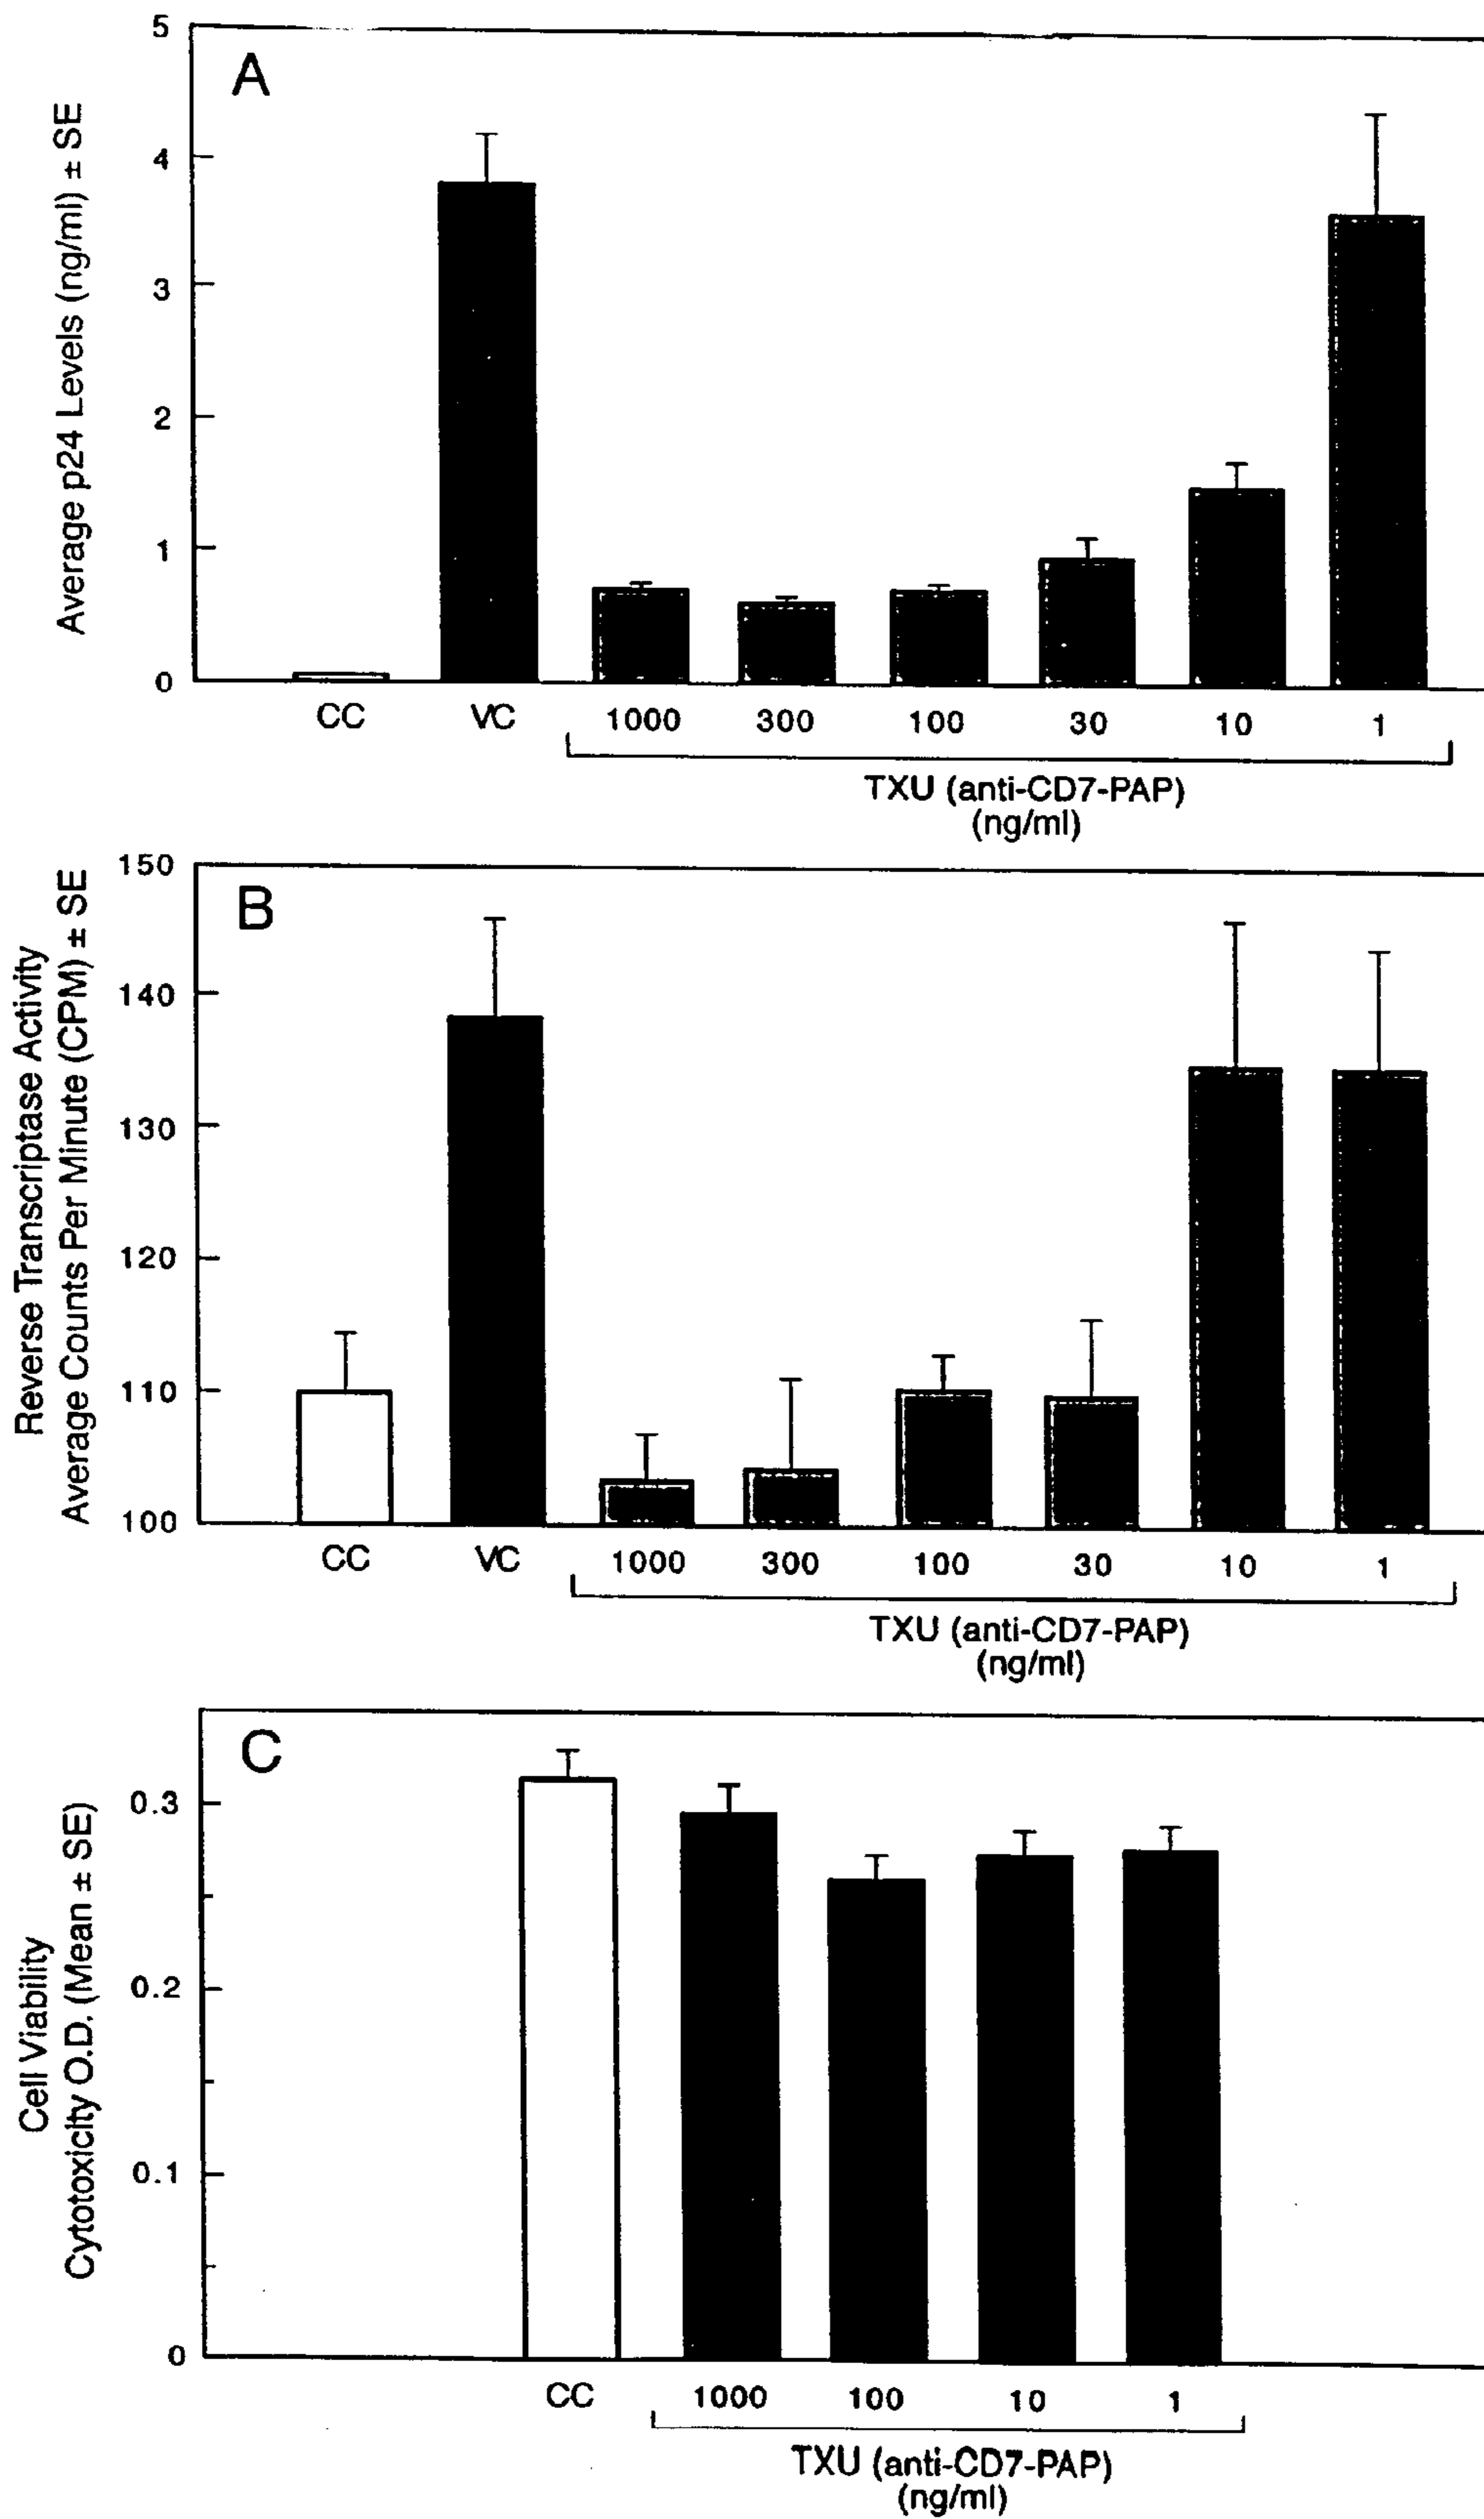 A
Average p24 Levels (ng/ml) ± SE
5
4
3
2
1
0
CC VC 1000 300 100 30 10 1
TXU (anti-CD7-PAP)
(ng/ml)
B
Reverse Transcriptase Activity
Average Counts Per Minute (CPM) ± SE
150
140
130
120
110
100
CC VC 1000 300 100 30 10 1
TXU (anti-CD7-PAP)
(ng/ml)
C
Cell Viability
Cytotoxicity O.D. (Mean ± SE)
0.3
0.2
0.1
0
CC 1000 100 10 1
TXU (anti-CD7-PAP)
(ng/ml)